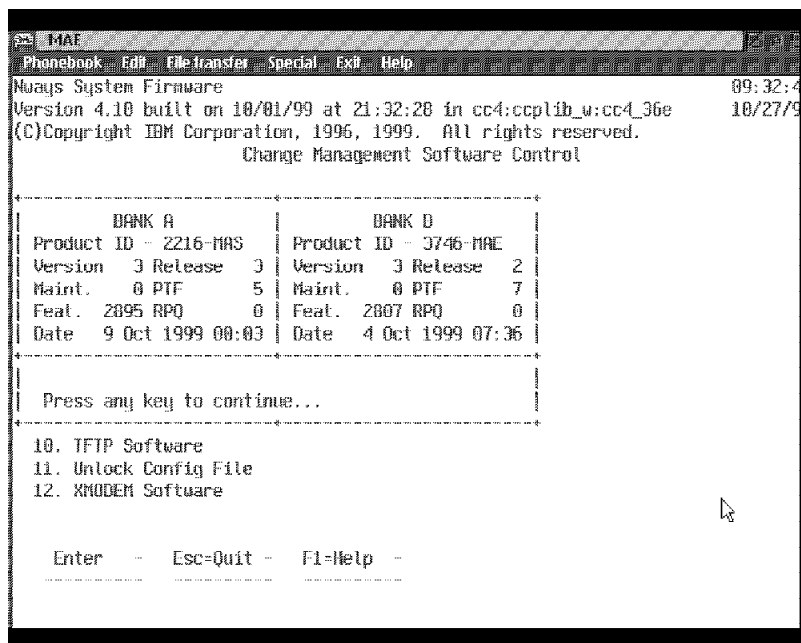 MAE
Phonebook Edit File transfer Special Exit Help
Nways System Firmware 09:32:4
Version 4.10 built on 10/01/99 at 21:32:28 in cc4:ccplib_w:cc4_36e 10/27/9
(C)Copyright IBM Corporation, 1996, 1999. All rights reserved.
Change Management Software Control
BANK A BANK B
Product ID - 2216-MAS Product ID - 3746-MAE
Version 3 Release 3 Version 3 Release 2
Maint. 0 PTF 5 Maint. 0 PTF 7
Feat. 2895 RPQ 0 Feat. 2807 RPQ 0
Date 9 Oct 1999 00:03 Date 4 Oct 1999 07:36
Press any key to continue...
10. TFTP Software
11. Unlock Config File
12. XMODEM Software
Enter - Esc=Quit - F1=Help -